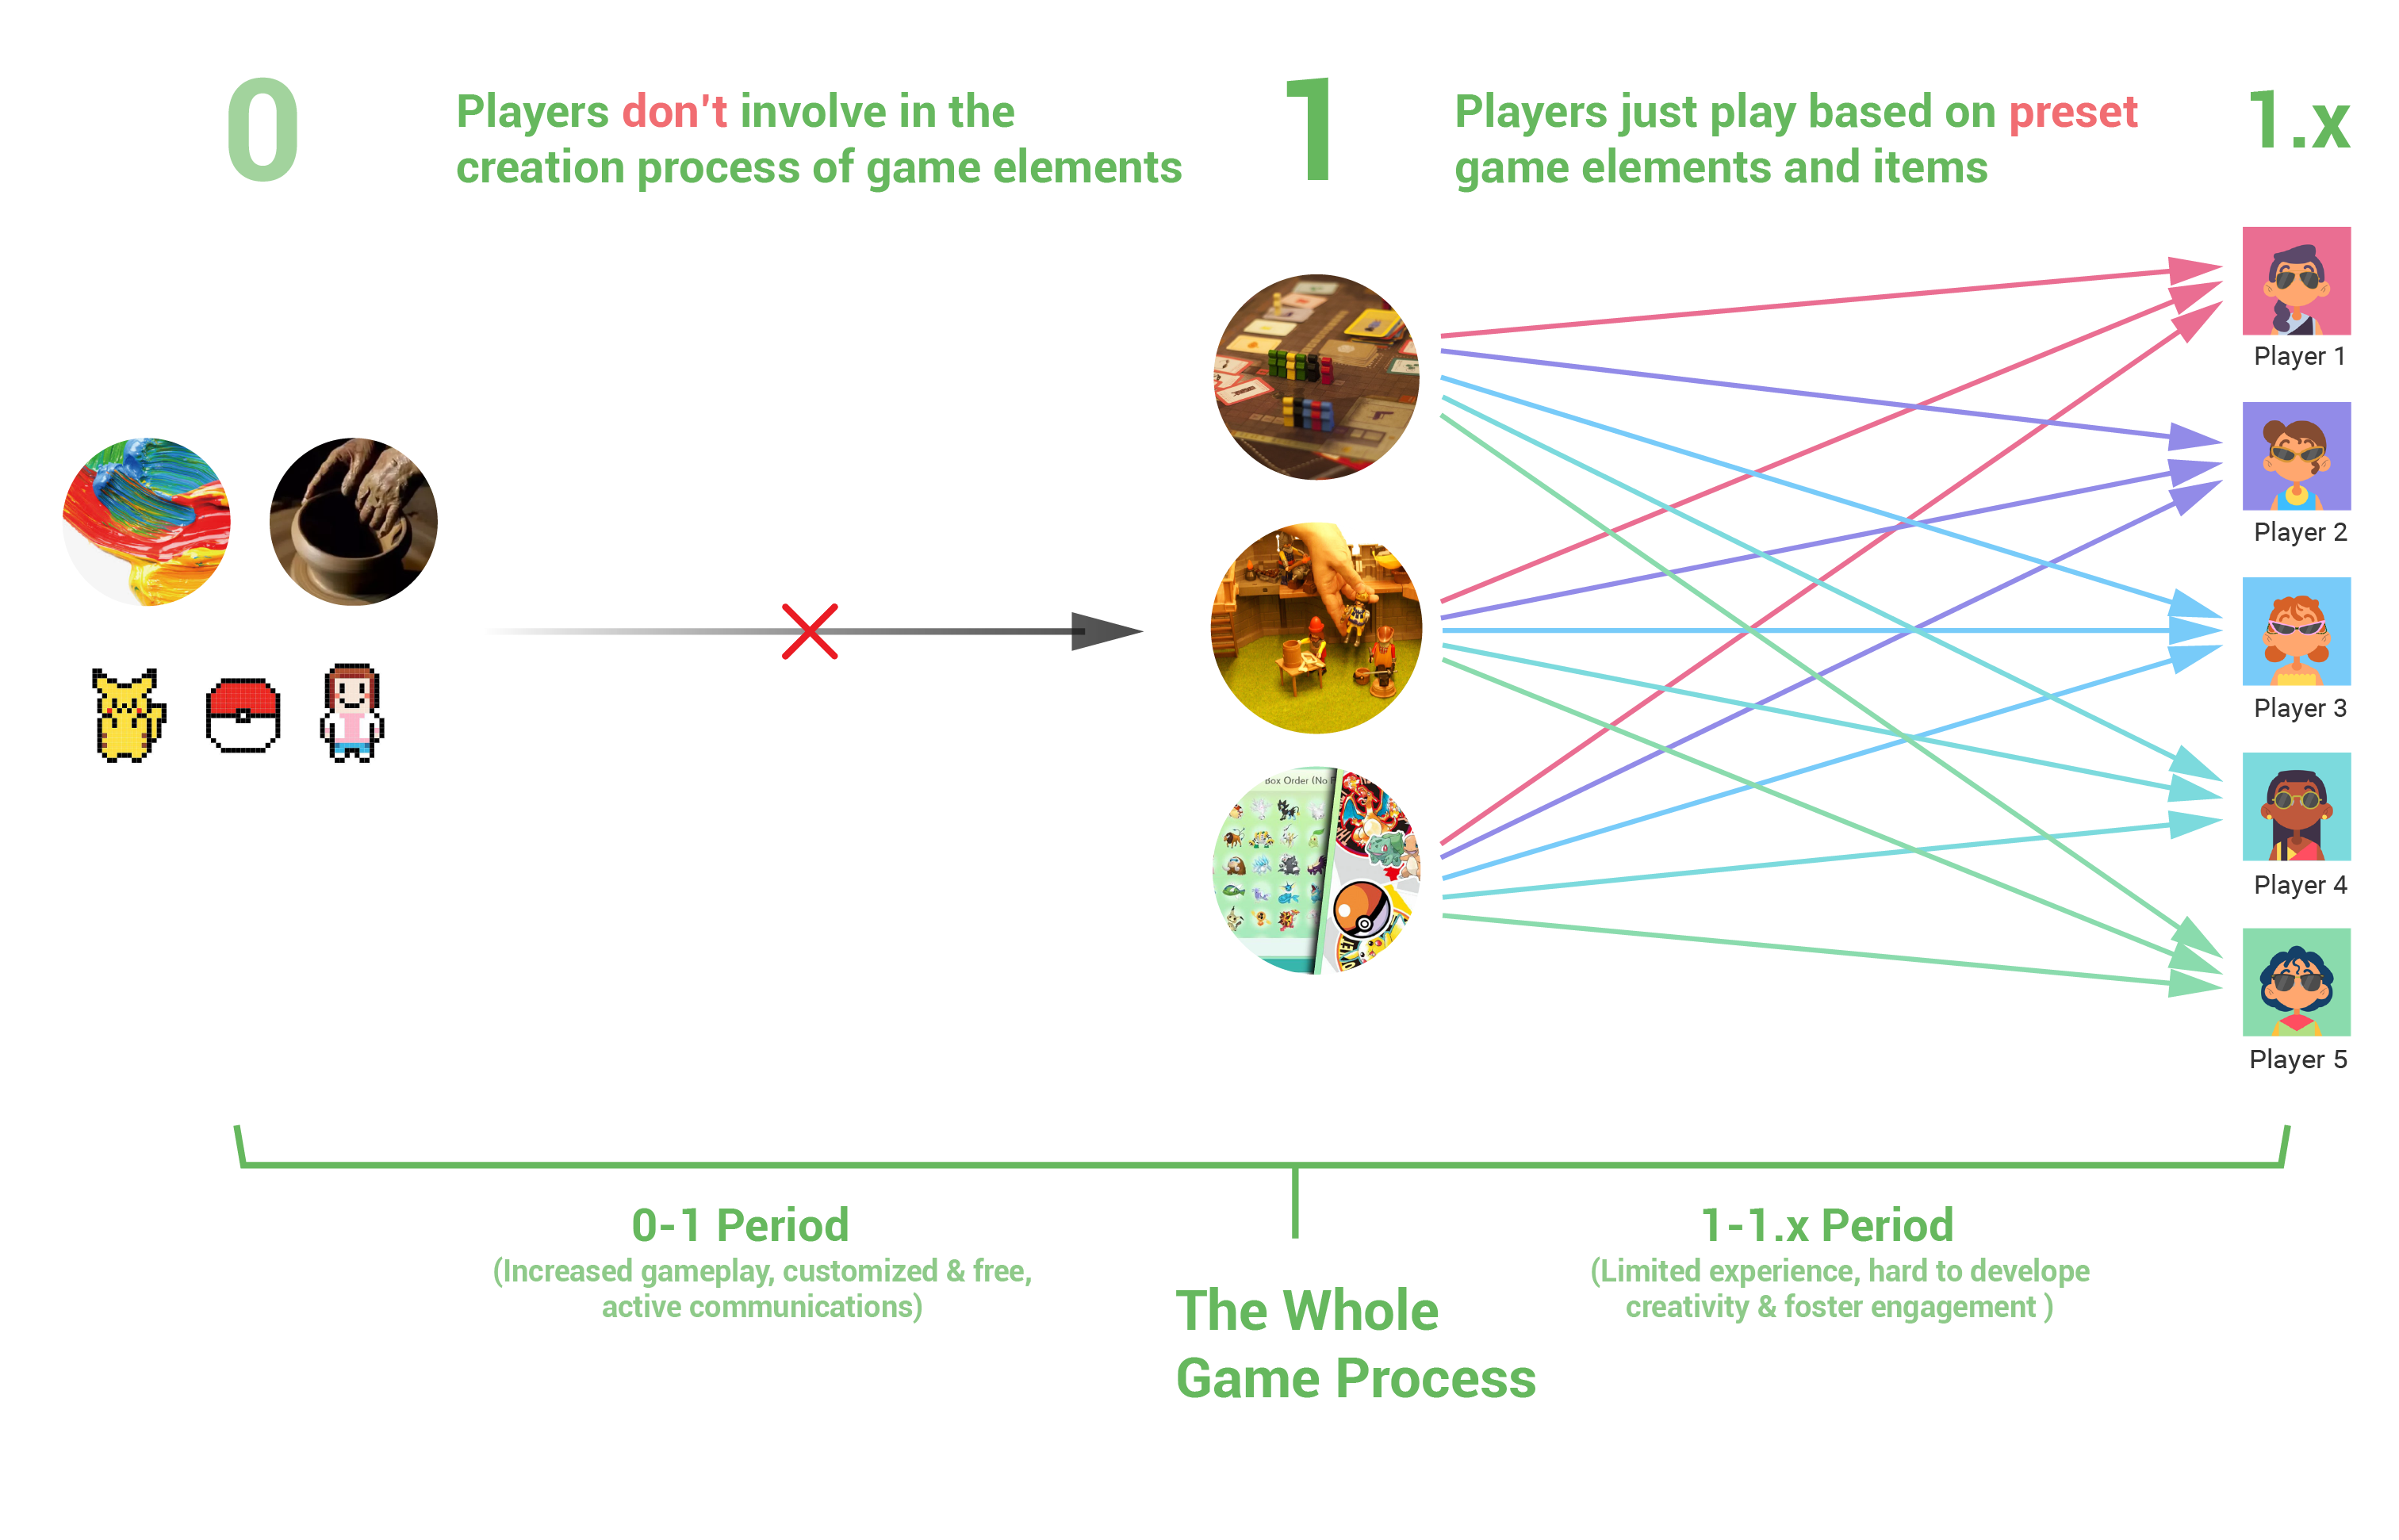 0
Players don't involve in the
creation process of game elements
1
Players just play based on preset
game elements and items
1.x
Player 1
Player 2
Player 3
Player 4
Player 5
Box Order (No
0-1 Period
(Increased gameplay, customized & free,
active communications)
The Whole
Game Process
1-1.x Period
(Limited experience, hard to develope
creativity & foster engagement )